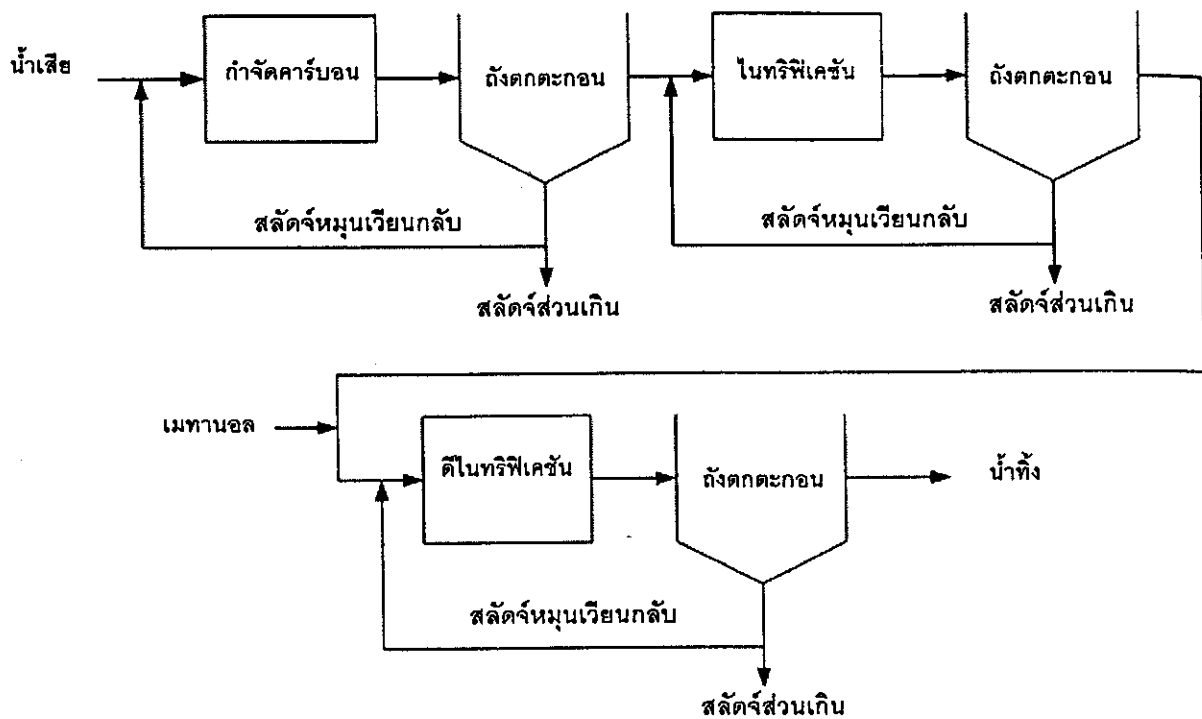 น้ำเสีย
กำจัดคาร์บอน
ถังตกตะกอน
ไนทริฟิเคชัน
ถังตกตะกอน
สลัดจ์หมุนเวียนกลับ
สลัดจ์หมุนเวียนกลับ
สลัดจ์ส่วนเกิน
สลัดจ์ส่วนเกิน
เมทานอล
ดีไนทริฟิเคชัน
ถังตกตะกอน
น้ำทิ้ง
สลัดจ์หมุนเวียนกลับ
สลัดจ์ส่วนเกิน